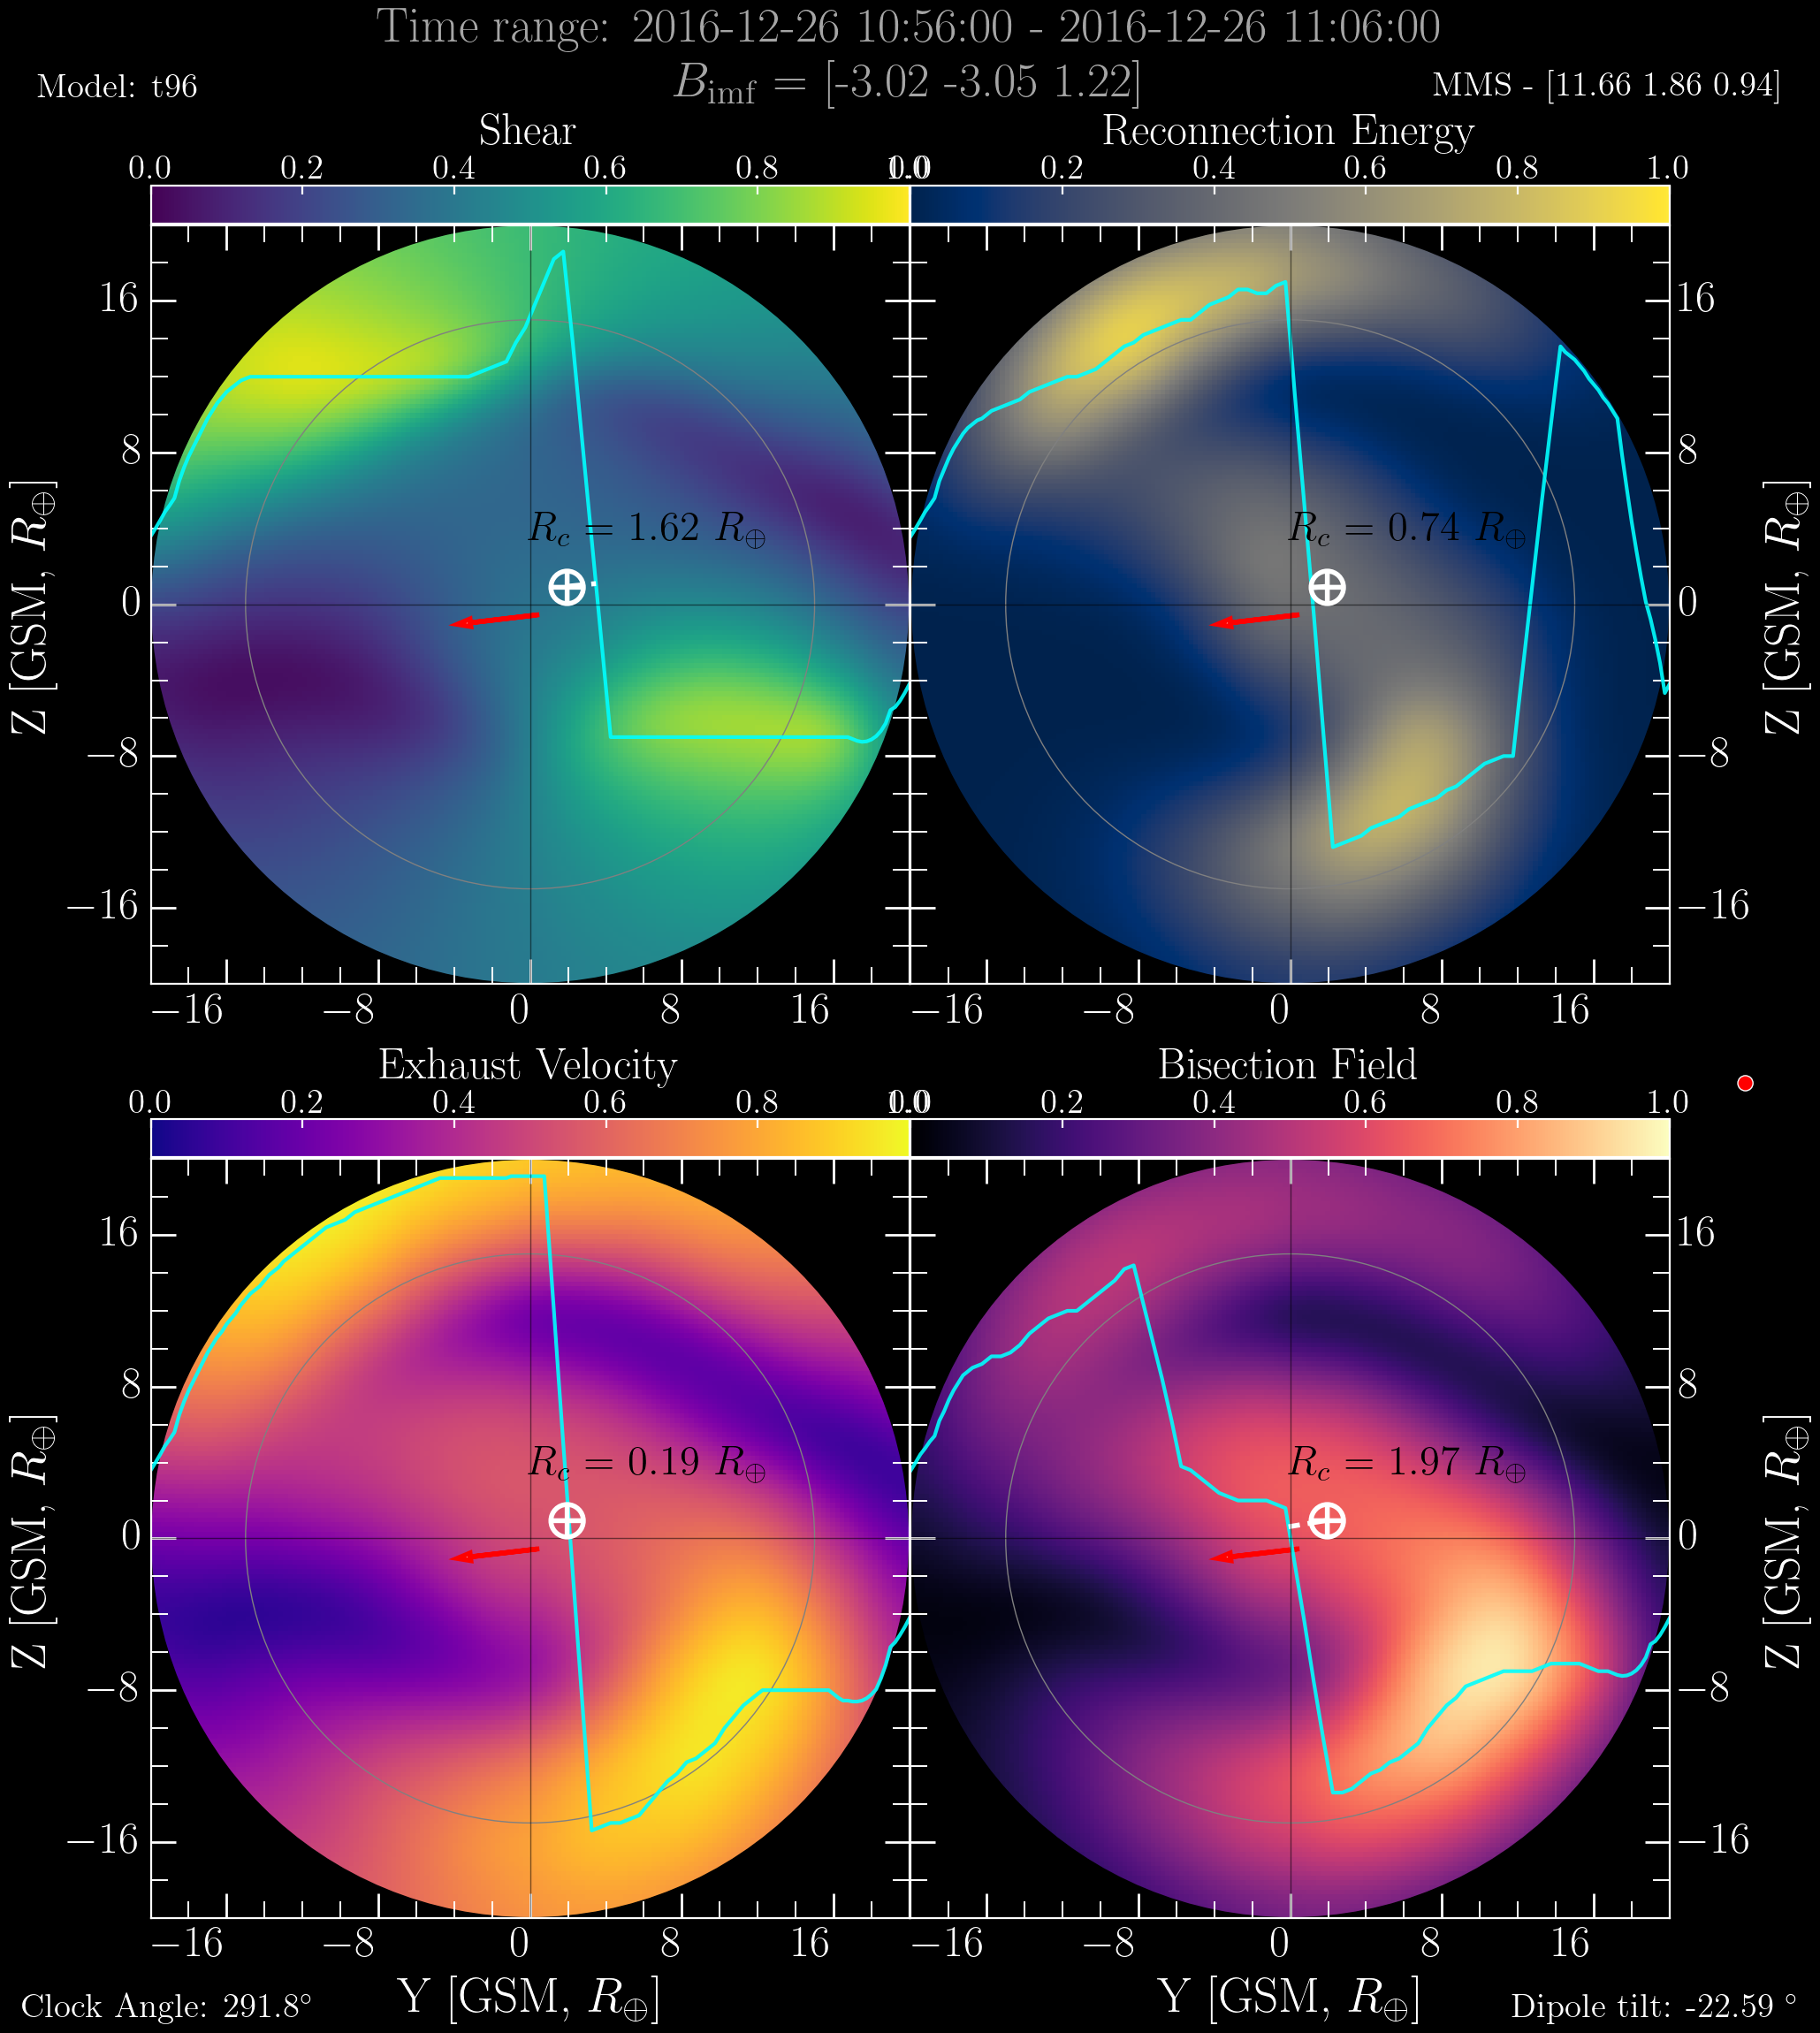 Time range: 2016-12-26 10:56:00 - 2016-12-26 11:06:00
Model: t96
B_imf = [-3.02 -3.05 1.22]
MMS - [11.66 1.86 0.94]
Shear
Reconnection Energy
0.0 0.2 0.4 0.6 0.8 1.0
0.0 0.2 0.4 0.6 0.8 1.0
16
8
0
−8
−16
Z [GSM, R⊕]
R_c = 1.62 R⊕
R_c = 0.74 R⊕
16
8
0
−8
−16
Z [GSM, R⊕]
−16 −8 0 8 16
−16 −8 0 8 16
Exhaust Velocity
Bisection Field
0.0 0.2 0.4 0.6 0.8 1.0
0.0 0.2 0.4 0.6 0.8 1.0
16
8
0
−8
−16
Z [GSM, R⊕]
R_c = 0.19 R⊕
R_c = 1.97 R⊕
16
8
0
−8
−16
Z [GSM, R⊕]
−16 −8 0 8 16
−16 −8 0 8 16
Y [GSM, R⊕]
Y [GSM, R⊕]
Clock Angle: 291.8°
Dipole tilt: -22.59 °